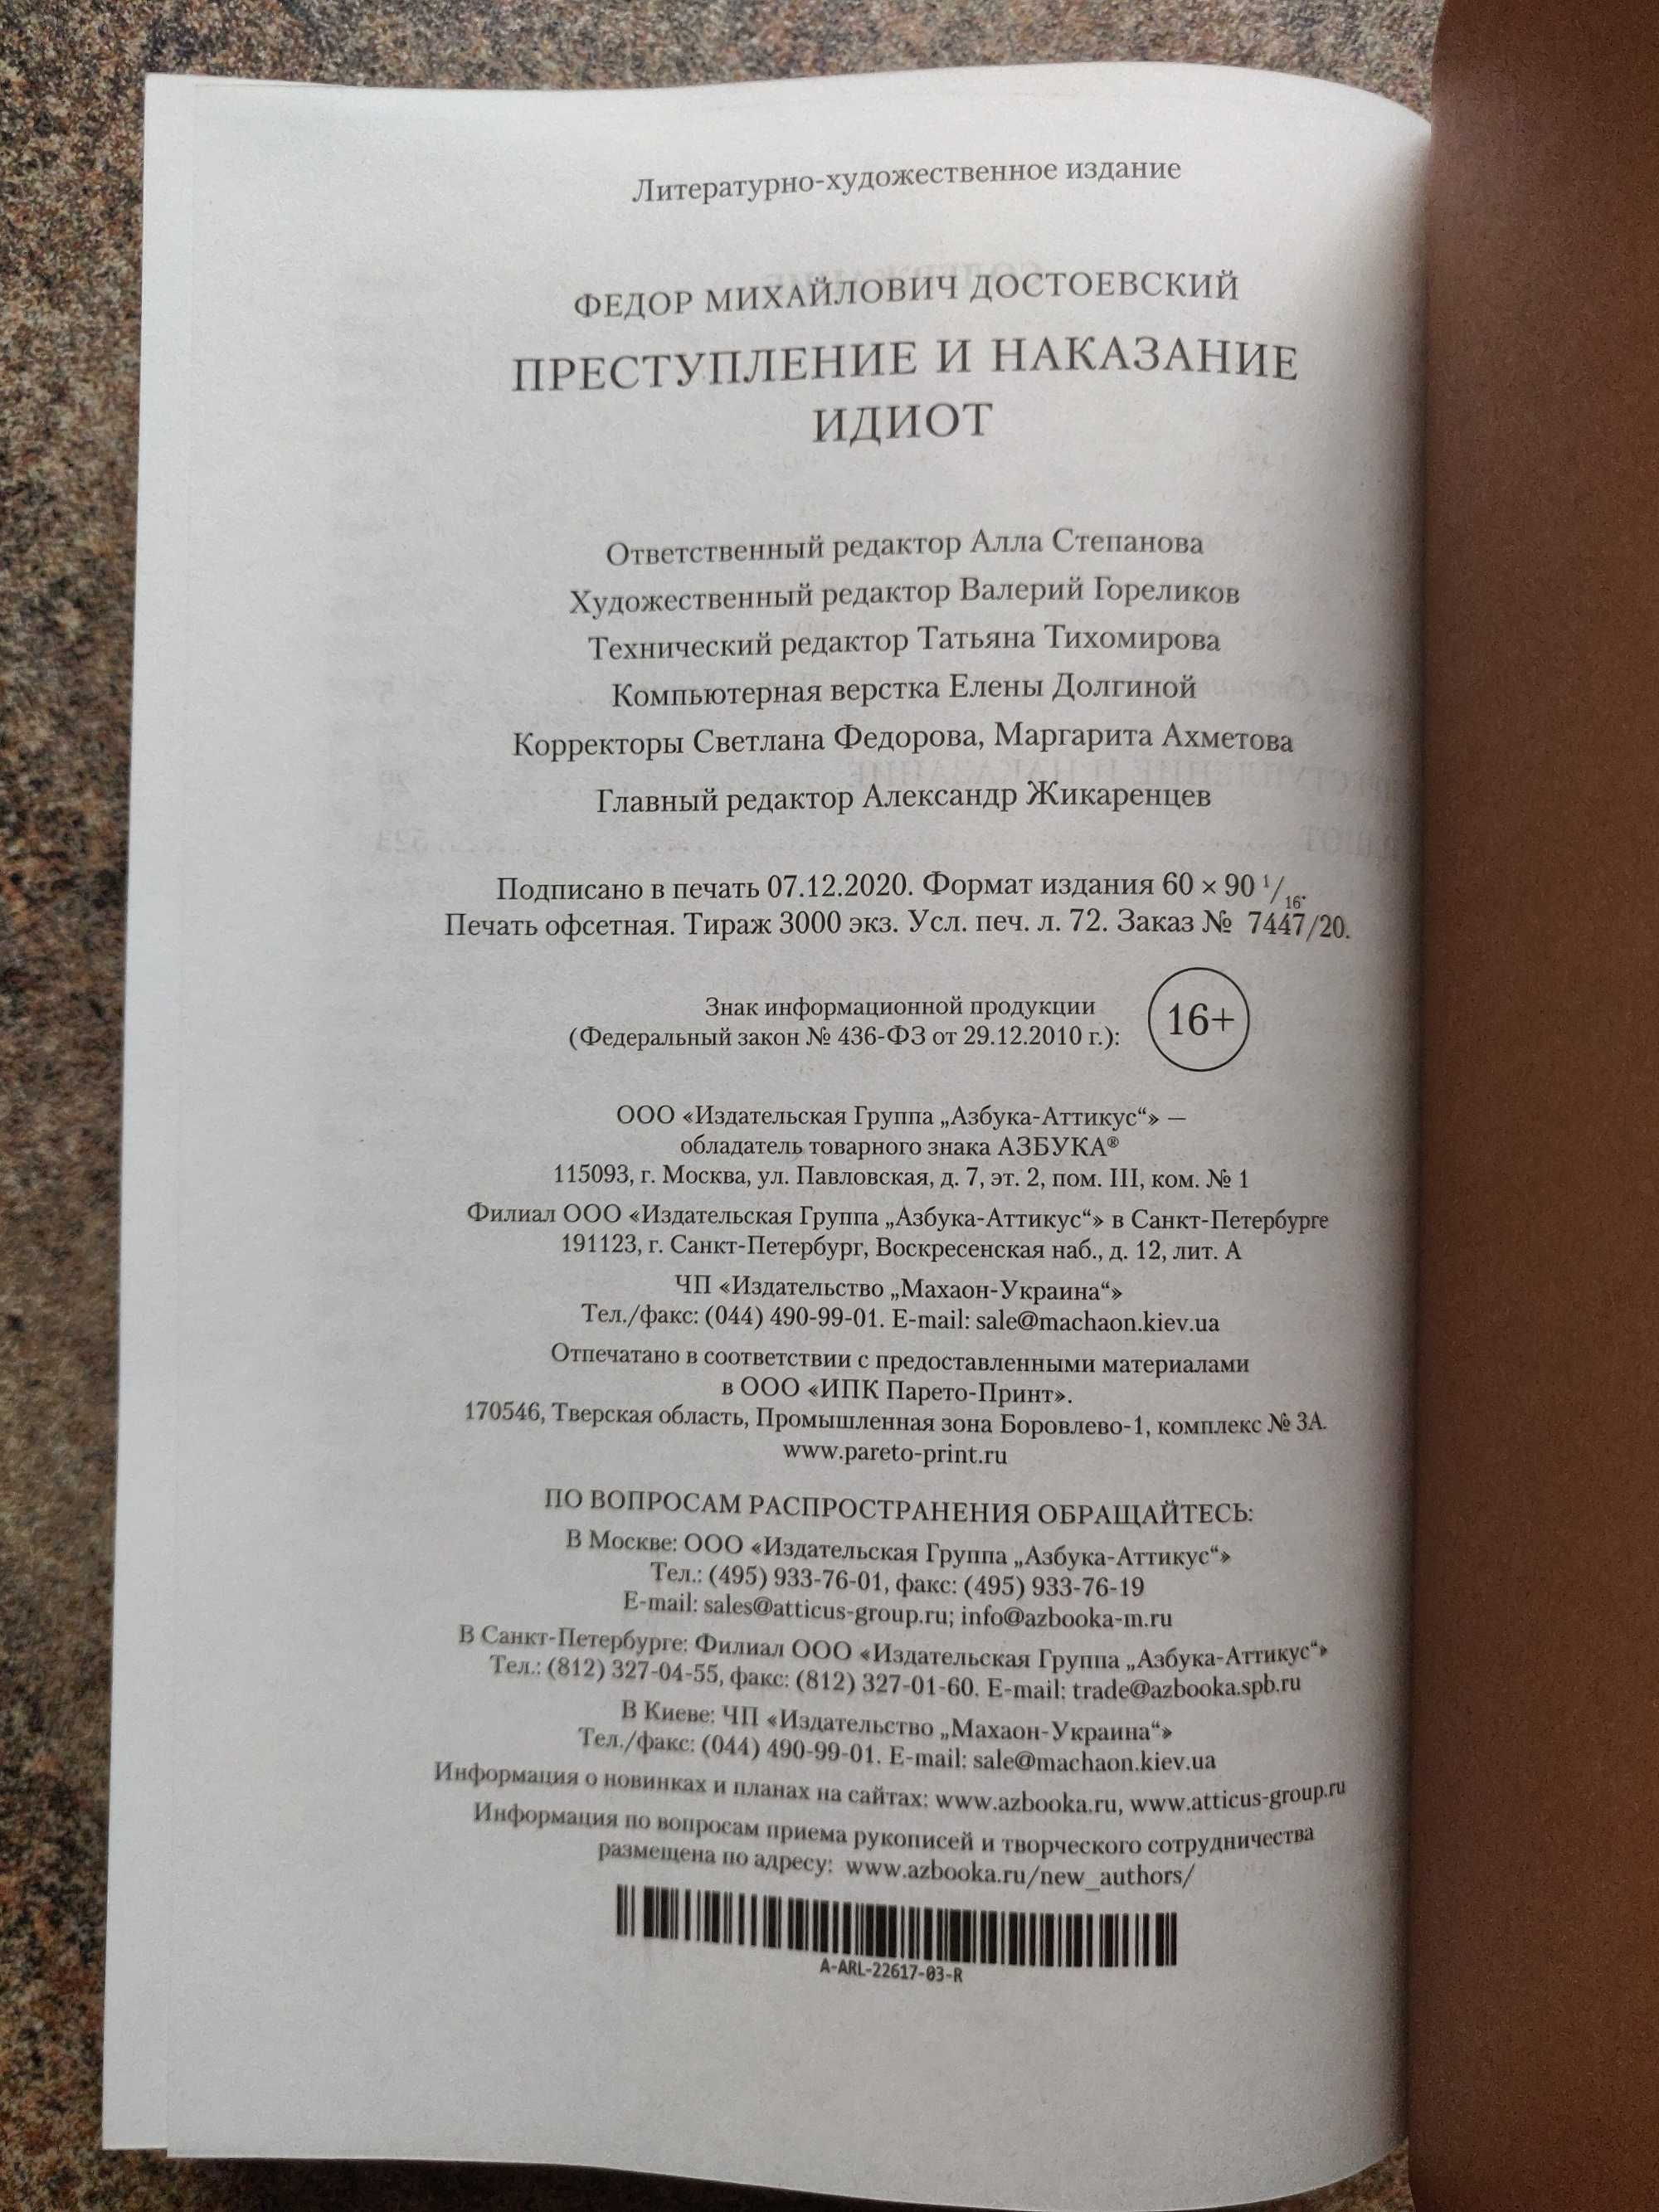 Литературно-художественное издание
ФЕДОР МИХАЙЛОВИЧ ДОСТОЕВСКИЙ
ПРЕСТУПЛЕНИЕ И НАКАЗАНИЕ
ИДИОТ
Ответственный редактор Алла Степанова
Художественный редактор Валерий Гореликов
Технический редактор Татьяна Тихомирова
Компьютерная верстка Елены Долгиной
Корректоры Светлана Федорова, Маргарита Ахметова
Главный редактор Александр Жикаренцев
Подписано в печать 07.12.2020. Формат издания 60 × 90 1/16.
Печать офсетная. Тираж 3000 экз. Усл. печ. л. 72. Заказ № 7447/20.
Знак информационной продукции
(Федеральный закон № 436-ФЗ от 29.12.2010 г.):
16+
ООО «Издательская Группа „Азбука-Аттикус“» —
обладатель товарного знака АЗБУКА®
115093, г. Москва, ул. Павловская, д. 7, эт. 2, пом. III, ком. № 1
Филиал ООО «Издательская Группа „Азбука-Аттикус“» в Санкт-Петербурге
191123, г. Санкт-Петербург, Воскресенская наб., д. 12, лит. А
ЧП «Издательство „Махаон-Украина“»
Тел./факс: (044) 490-99-01. E-mail: sale@machaon.kiev.ua
Отпечатано в соответствии с предоставленными материалами
в ООО «ИПК Парето-Принт».
170546, Тверская область, Промышленная зона Боровлево-1, комплекс № 3А.
www.pareto-print.ru
ПО ВОПРОСАМ РАСПРОСТРАНЕНИЯ ОБРАЩАЙТЕСЬ:
В Москве: ООО «Издательская Группа „Азбука-Аттикус“»
Тел.: (495) 933-76-01, факс: (495) 933-76-19
E-mail: sales@atticus-group.ru; info@azbooka-m.ru
В Санкт-Петербурге: Филиал ООО «Издательская Группа „Азбука-Аттикус“»
Тел.: (812) 327-04-55, факс: (812) 327-01-60. E-mail: trade@azbooka.spb.ru
В Киеве: ЧП «Издательство „Махаон-Украина“»
Тел./факс: (044) 490-99-01. E-mail: sale@machaon.kiev.ua
Информация о новинках и планах на сайтах: www.azbooka.ru, www.atticus-group.ru
Информация по вопросам приема рукописей и творческого сотрудничества
размещена по адресу: www.azbooka.ru/new_authors/
A-ARL-22617-03-R